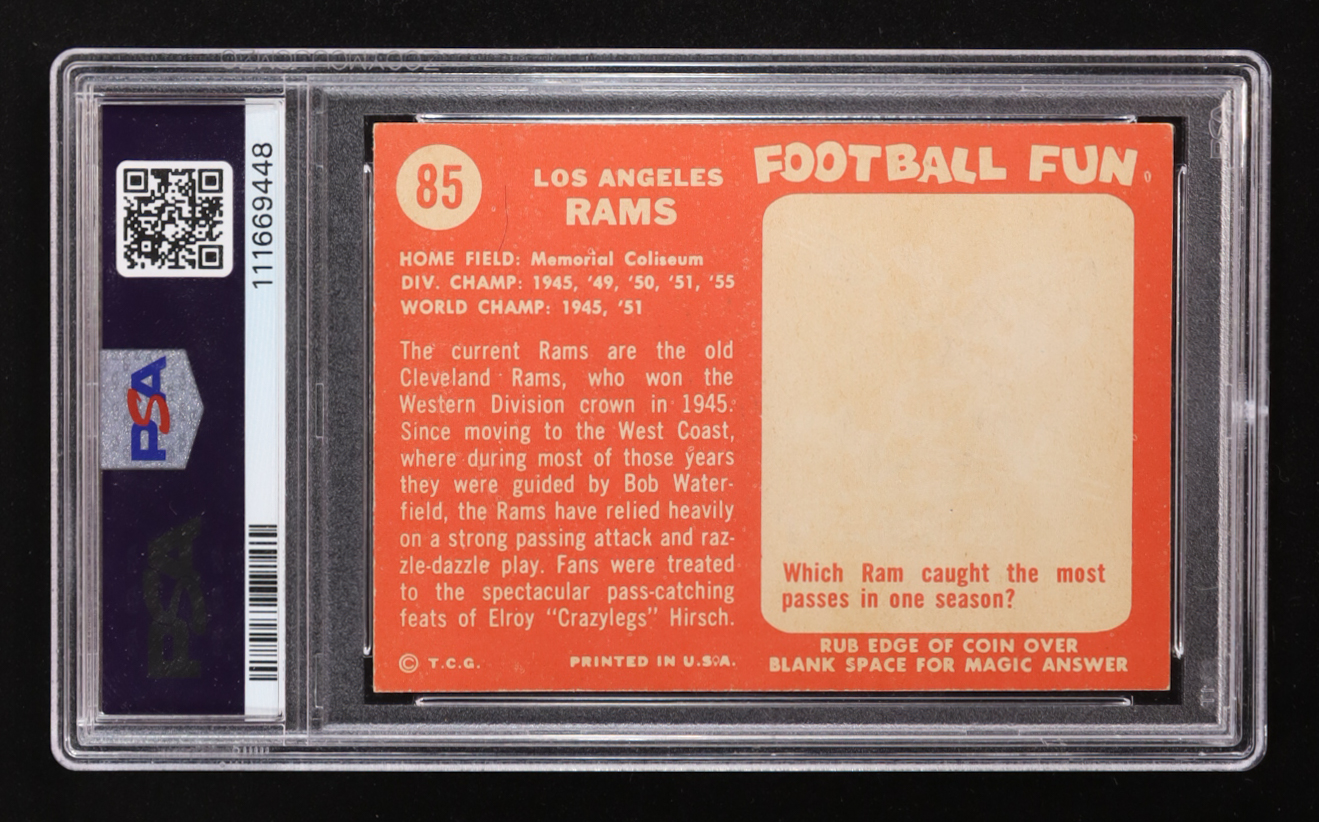 111669448
PSA
85
LOS ANGELES
RAMS
HOME FIELD: Memorial Coliseum
DIV. CHAMP: 1945, '49, '50, '51, '55
WORLD CHAMP: 1945, '51
The current Rams are the old
Cleveland Rams, who won the
Western Division crown in 1945.
Since moving to the West Coast,
where during most of those years
they were guided by Bob Water-
field, the Rams have relied heavily
on a strong passing attack and raz-
zle-dazzle play. Fans were treated
to the spectacular pass-catching
feats of Elroy "Crazylegs" Hirsch.
© T.C.G.
PRINTED IN U.S.A.
FOOTBALL FUN
Which Ram caught the most
passes in one season?
RUB EDGE OF COIN OVER
BLANK SPACE FOR MAGIC ANSWER
PSA